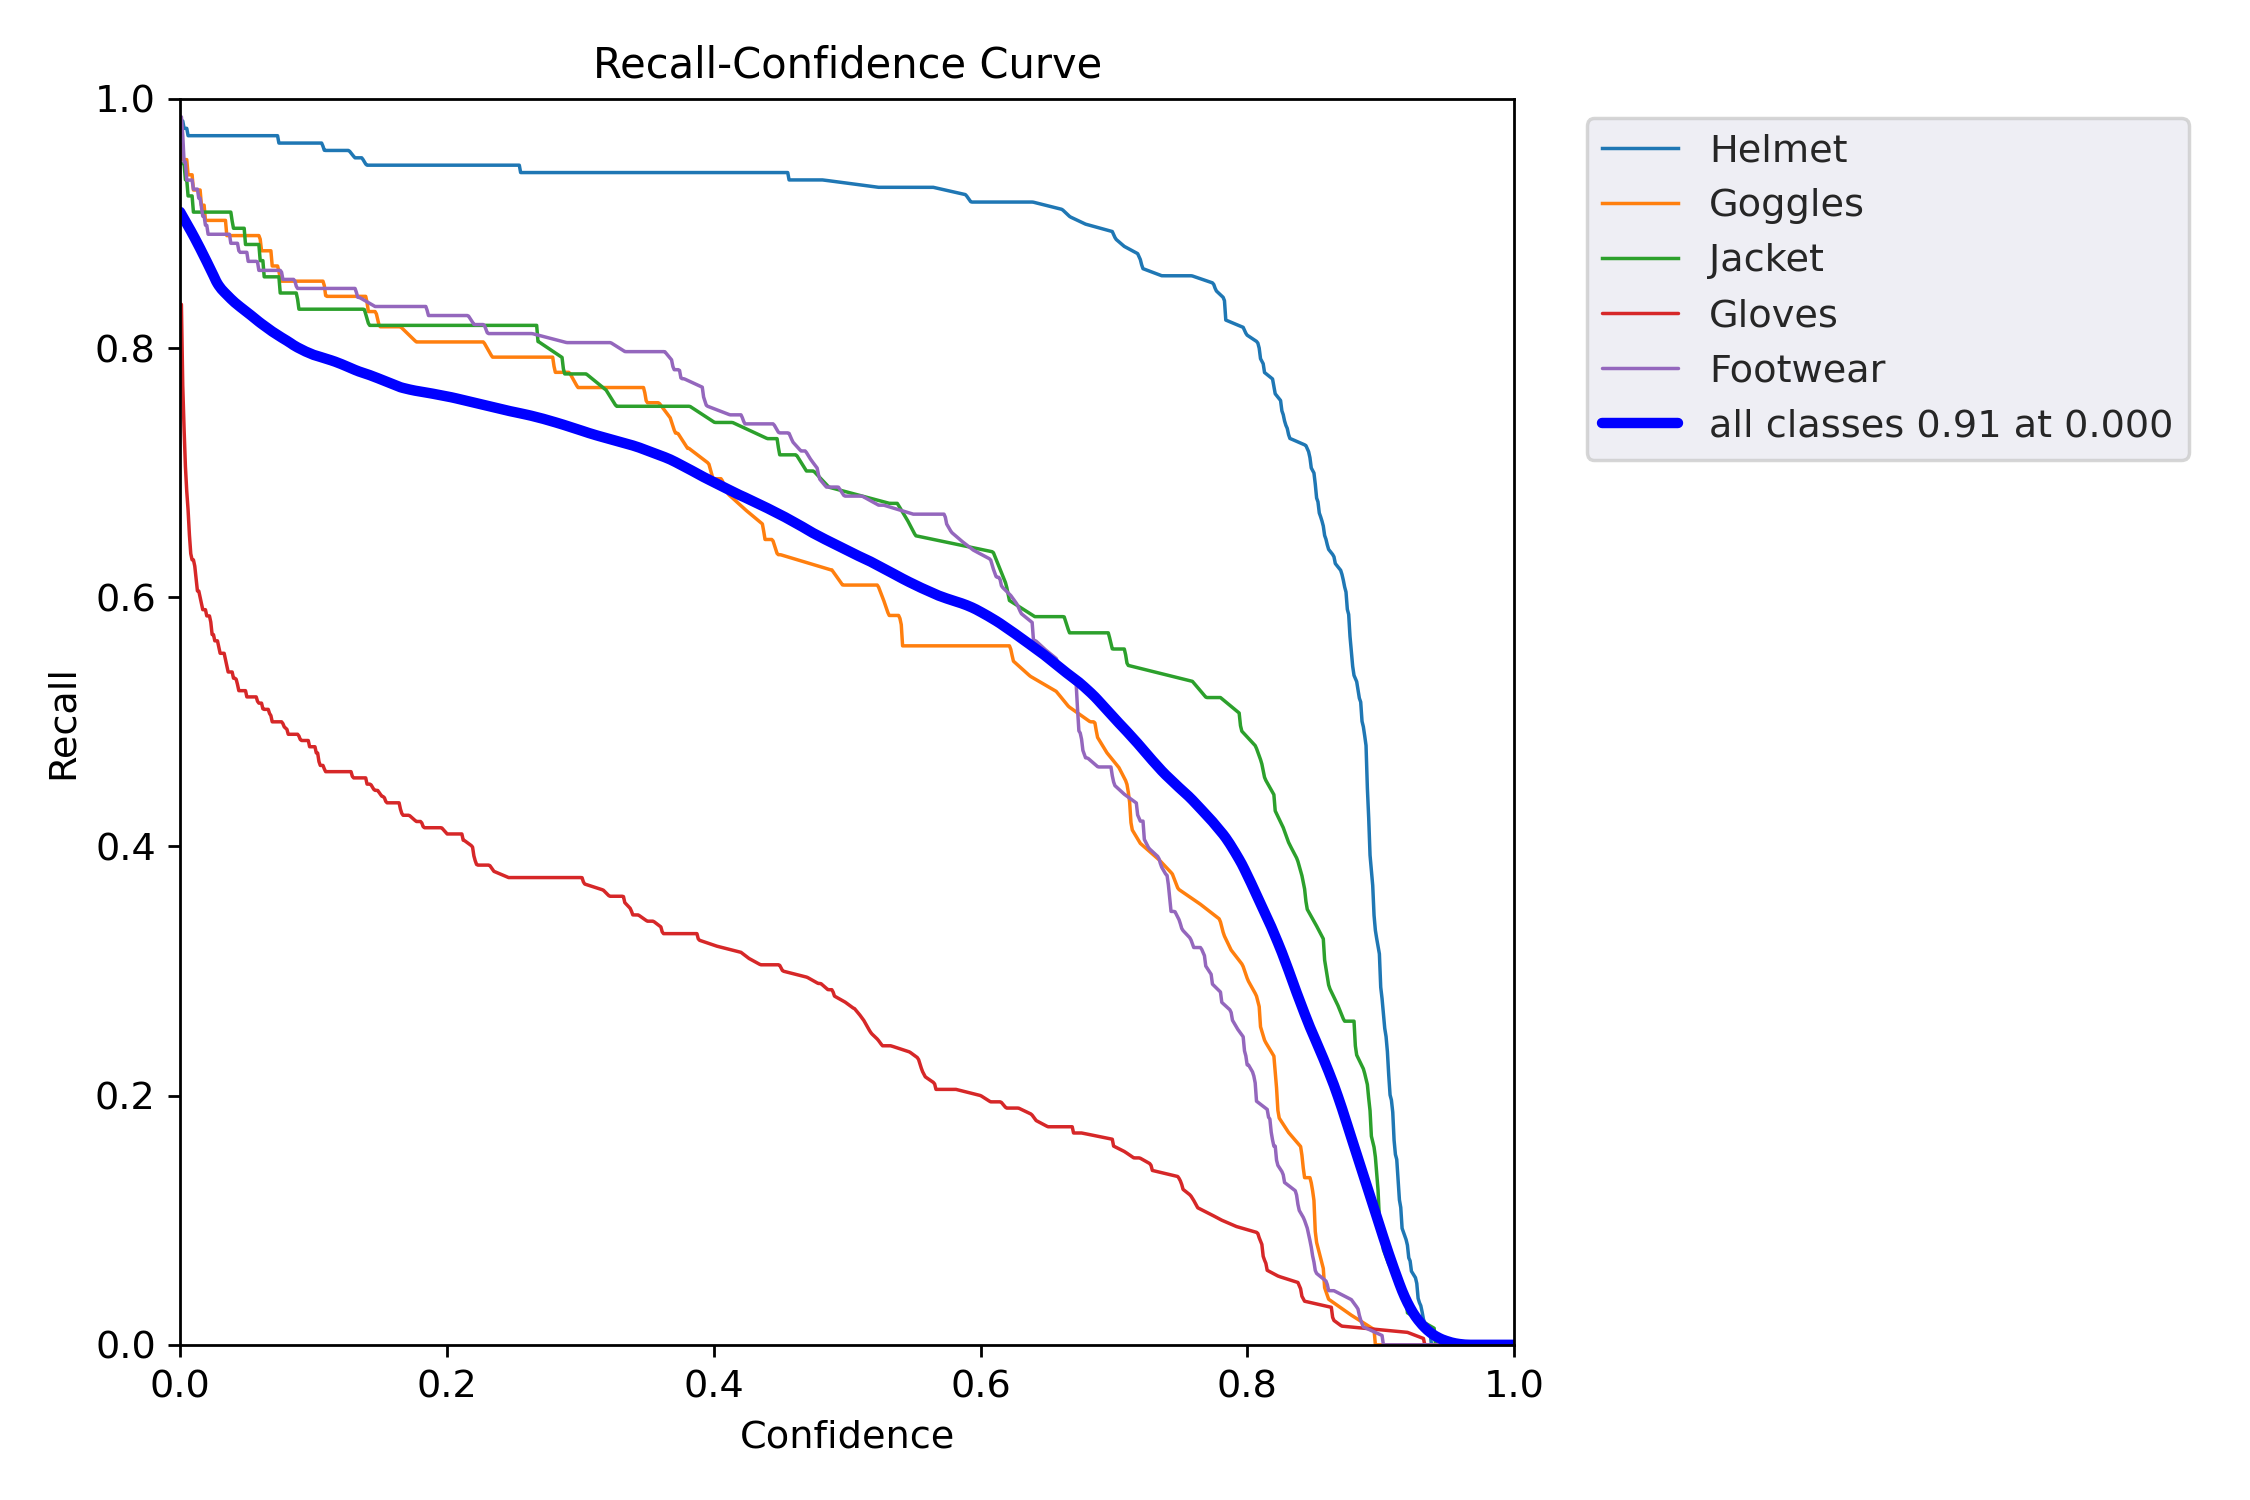 Recall-Confidence Curve
1.0
0.8
0.6
0.4
0.2
0.0
Recall
0.0 0.2 0.4 0.6 0.8 1.0
Confidence
Helmet
Goggles
Jacket
Gloves
Footwear
all classes 0.91 at 0.000